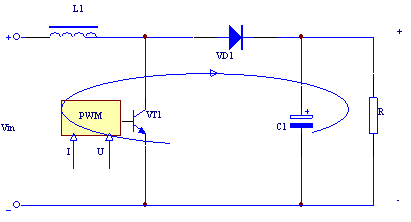 L1
+
+
VD1
PWM
VT1
+
C1
R
Vin
I
U
-
-